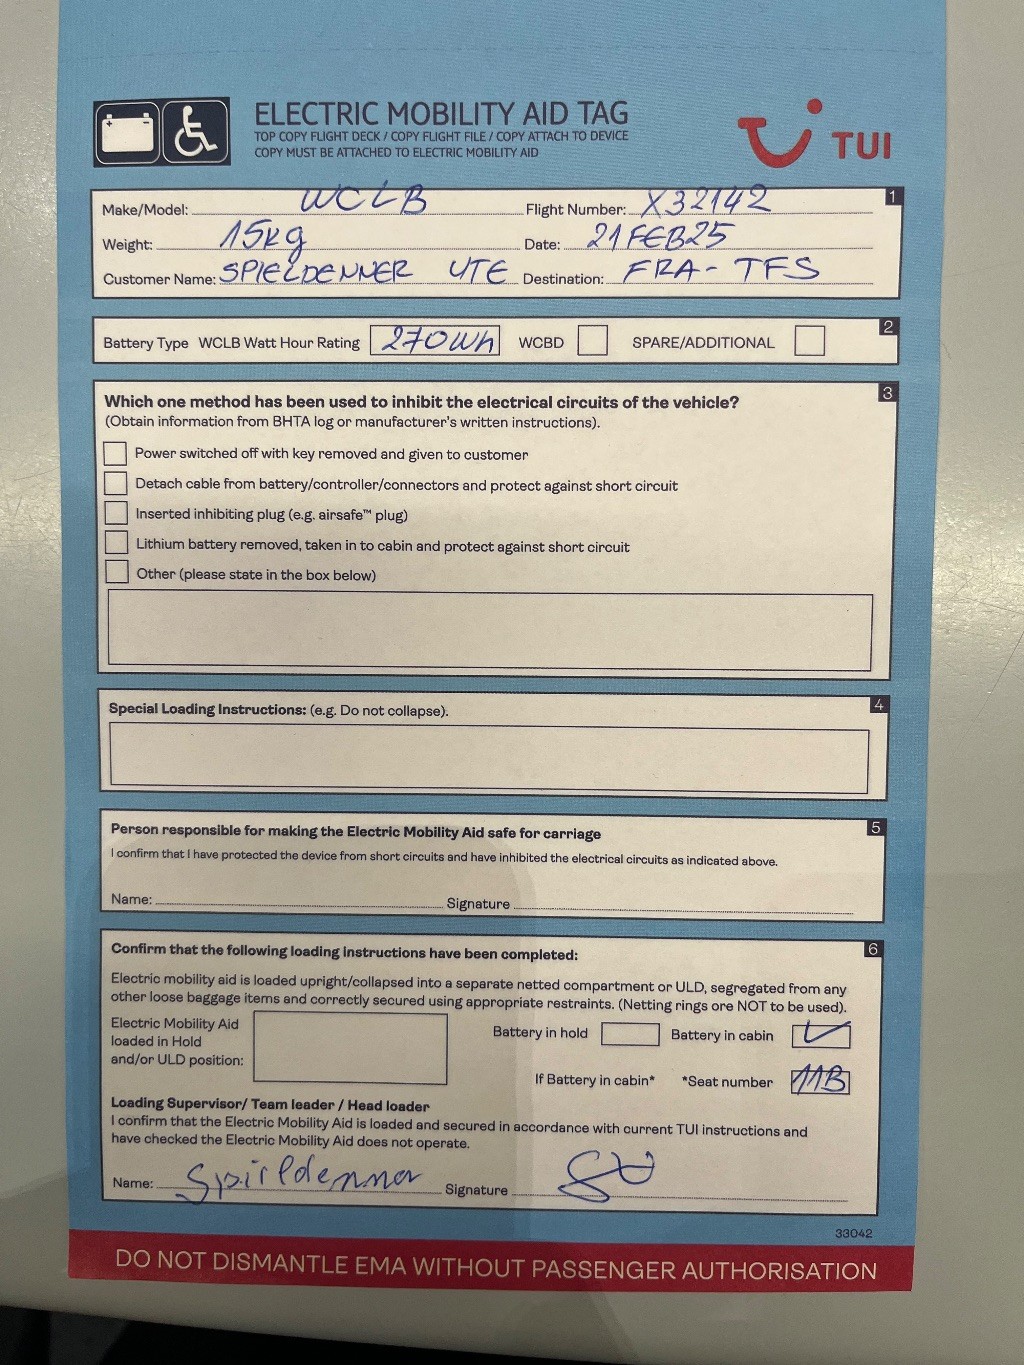 ELECTRIC MOBILITY AID TAG
TOP COPY FLIGHT DECK / COPY FLIGHT FILE / COPY ATTACH TO DEVICE
COPY MUST BE ATTACHED TO ELECTRIC MOBILITY AID
TUI
1
Make/Model: WCLB Flight Number: X32142
Weight: 15kg Date: 21FEB25
Customer Name: SPIELDENNER UTE Destination: FRA-TFS
2
Battery Type WCLB Watt Hour Rating 270Wh WCBD SPARE/ADDITIONAL
3
Which one method has been used to inhibit the electrical circuits of the vehicle?
(Obtain information from BHTA log or manufacturer's written instructions).
Power switched off with key removed and given to customer
Detach cable from battery/controller/connectors and protect against short circuit
Inserted inhibiting plug (e.g. airsafe™ plug)
Lithium battery removed, taken in to cabin and protect against short circuit
Other (please state in the box below)
4
Special Loading Instructions: (e.g. Do not collapse).
5
Person responsible for making the Electric Mobility Aid safe for carriage
I confirm that I have protected the device from short circuits and have inhibited the electrical circuits as indicated above.
Name: Signature
6
Confirm that the following loading instructions have been completed:
Electric mobility aid is loaded upright/collapsed into a separate netted compartment or ULD, segregated from any
other loose baggage items and correctly secured using appropriate restraints. (Netting rings ore NOT to be used).
Electric Mobility Aid
loaded in Hold
and/or ULD position:
Battery in hold Battery in cabin
If Battery in cabin* *Seat number 11B
Loading Supervisor/ Team leader / Head loader
I confirm that the Electric Mobility Aid is loaded and secured in accordance with current TUI instructions and
have checked the Electric Mobility Aid does not operate.
Name: Spieldenner Signature
33042
DO NOT DISMANTLE EMA WITHOUT PASSENGER AUTHORISATION